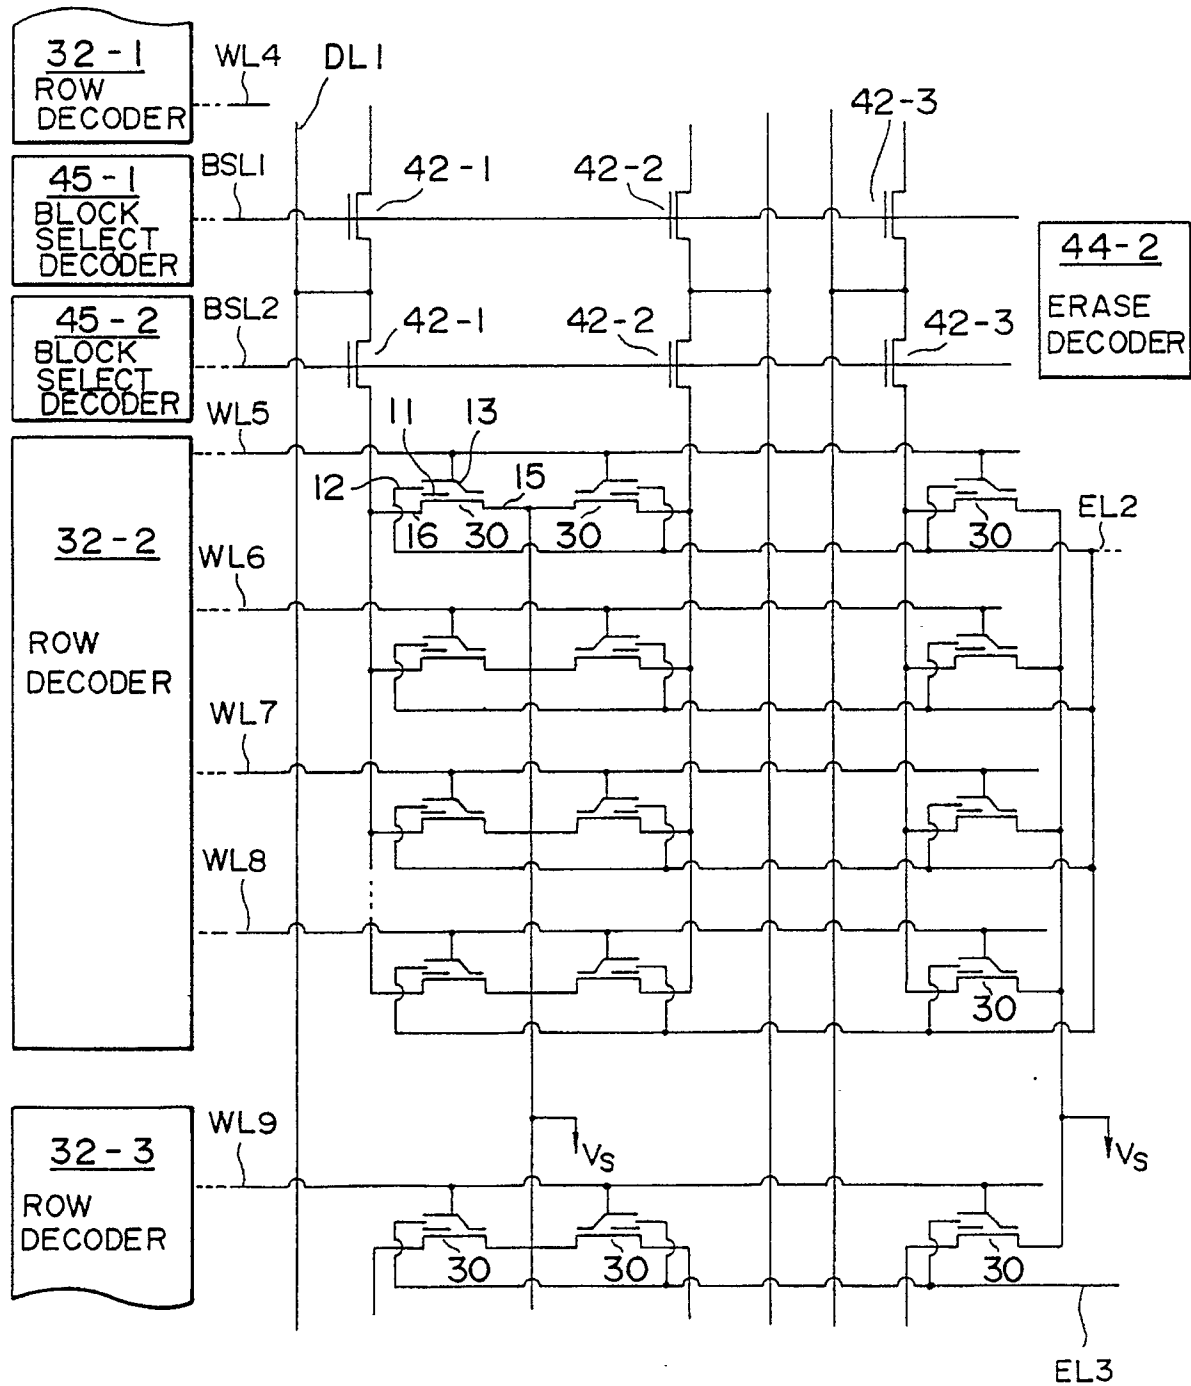 32-1
ROW
DECODER
WL4
DL1
42-3
45-1
BLOCK
SELECT
DECODER
BSL1
42-1
42-2
44-2
ERASE
DECODER
45-2
BLOCK
SELECT
DECODER
BSL2
42-1
42-2
42-3
WL5
11
13
12
15
16
30
30
30
EL2
32-2
ROW
DECODER
WL6
WL7
WL8
30
32-3
ROW
DECODER
WL9
VS
VS
30
30
30
EL3